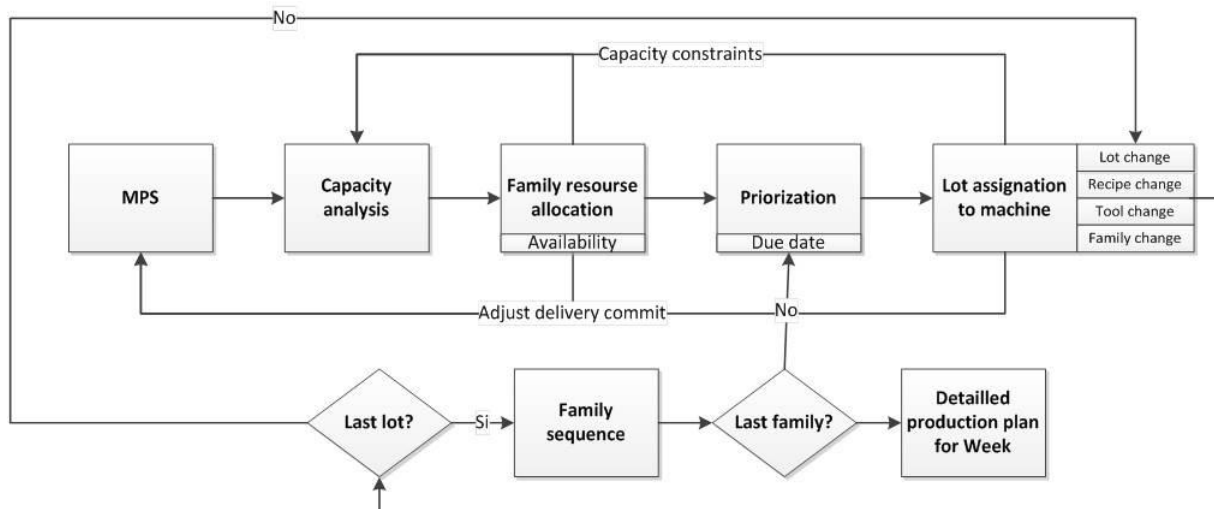 No
Capacity constraints
MPS
Capacity
analysis
Family resourse
allocation
Availability
Priorization
Due date
Lot assignation
to machine
Lot change
Recipe change
Tool change
Family change
Adjust delivery commit
No
Last lot?
Si
Family
sequence
Last family?
Detailled
production plan
for Week